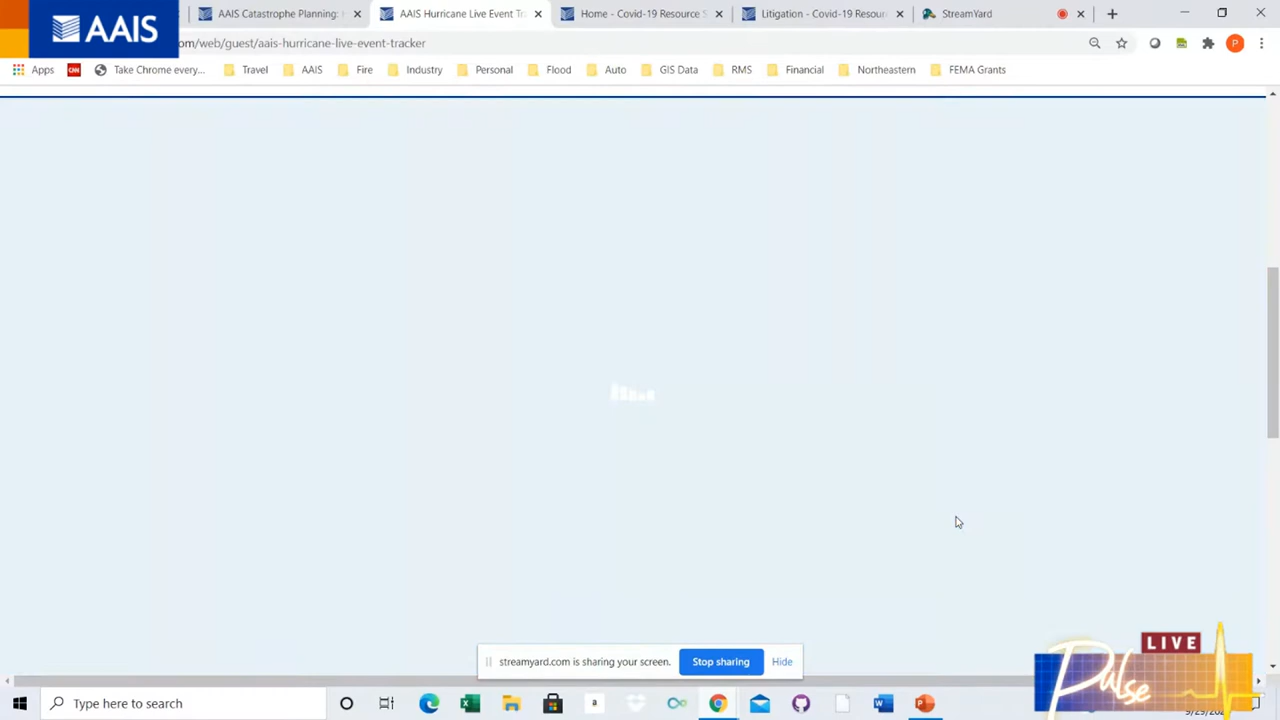 AAIS
AAIS Catastrophe Planning: H
AAIS Hurricane Live Event Tr
Home - Covid-19 Resource S
Litigation - Covid-19 Resour
StreamYard
om/web/guest/aais-hurricane-live-event-tracker
P
Apps
CNN
Take Chrome every...
Travel
AAIS
Fire
Industry
Personal
Flood
Auto
GIS Data
RMS
Financial
Northeastern
FEMA Grants
streamyard.com is sharing your screen.
Stop sharing
Hide
LIVE
Pulse
Type here to search